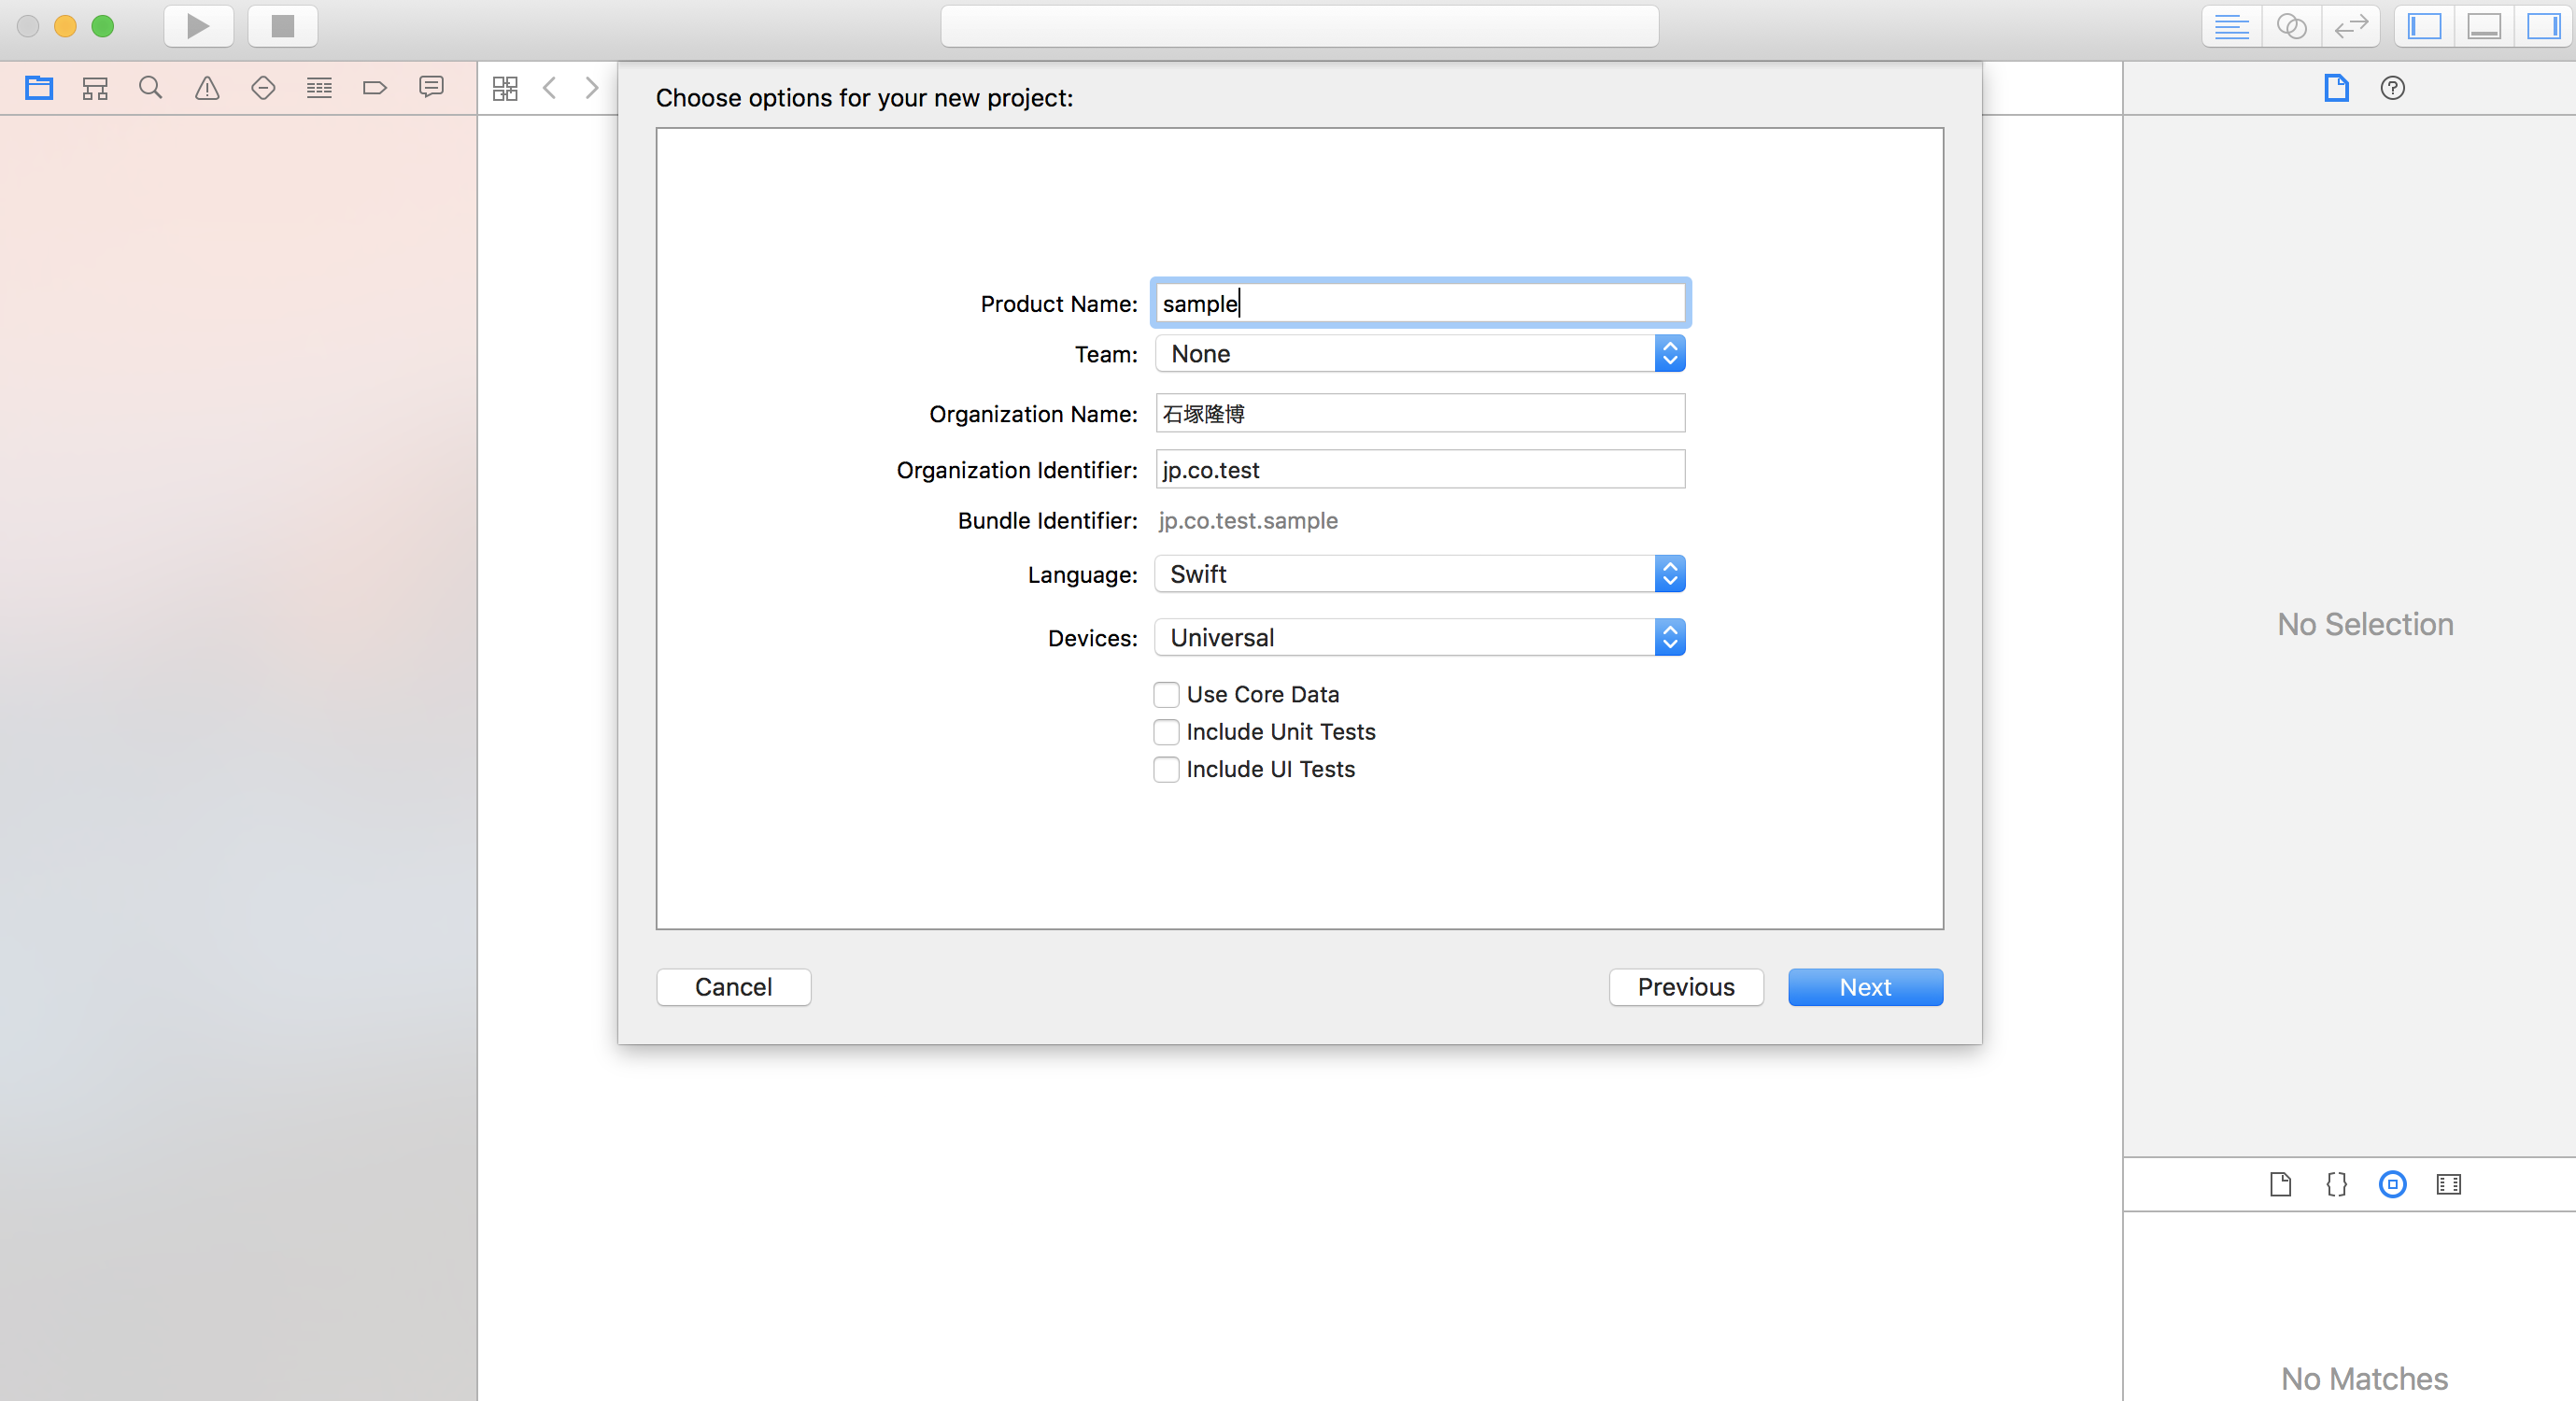 Choose options for your new project:
Product Name: sample
Team: None
Organization Name: 石塚隆博
Organization Identifier: jp.co.test
Bundle Identifier: jp.co.test.sample
Language: Swift
Devices: Universal
Use Core Data
Include Unit Tests
Include UI Tests
Cancel
Previous
Next
No Selection
No Matches